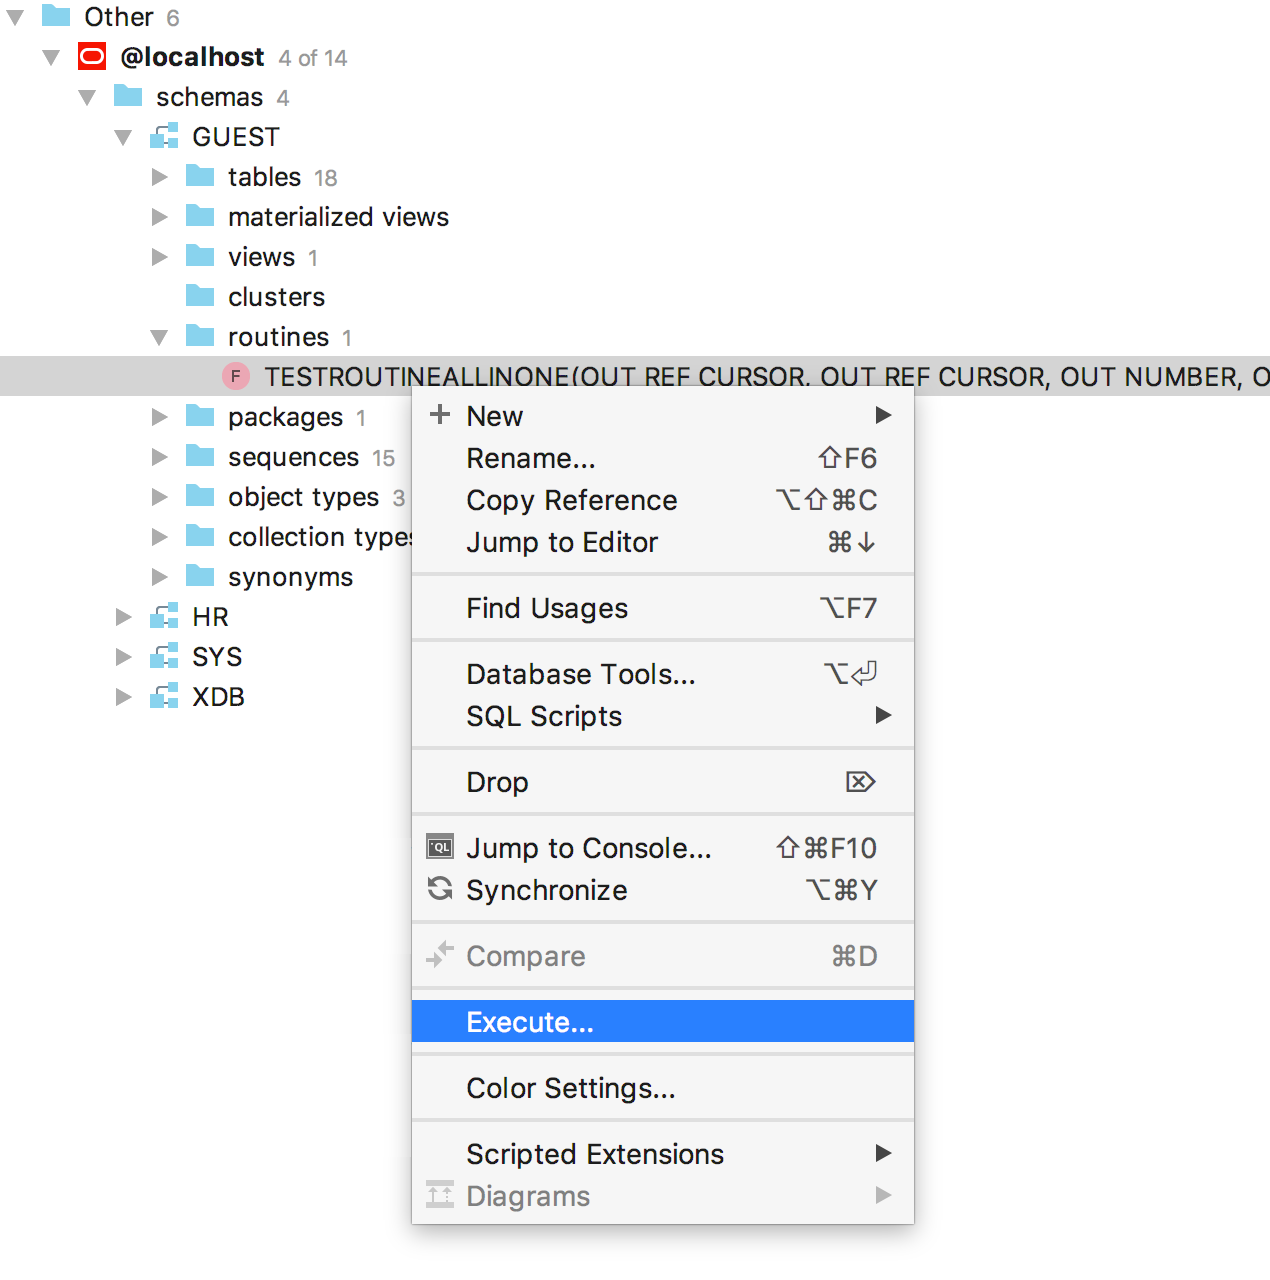 Other 6
@localhost 4 of 14
schemas 4
GUEST
tables 18
materialized views
views 1
clusters
routines 1
F TESTROUTINEALLINONE(OUT REF CURSOR, OUT REF CURSOR, OUT NUMBER, O
packages 1
sequences 15
object types 3
collection types
synonyms
HR
SYS
XDB
New
Rename... ⇧F6
Copy Reference ⌥⇧⌘C
Jump to Editor ⌘↓
Find Usages ⌥F7
Database Tools... ⌥⏎
SQL Scripts
Drop ⌦
QL Jump to Console... ⇧⌘F10
Synchronize ⌥⌘Y
Compare ⌘D
Execute...
Color Settings...
Scripted Extensions
Diagrams